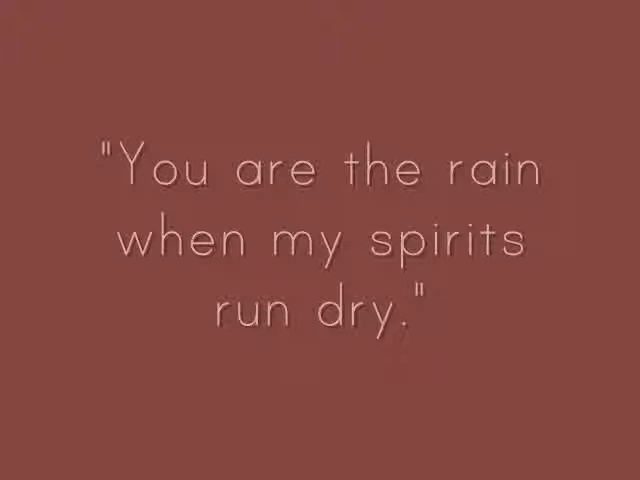 "You are the rain
when my spirits
run dry."